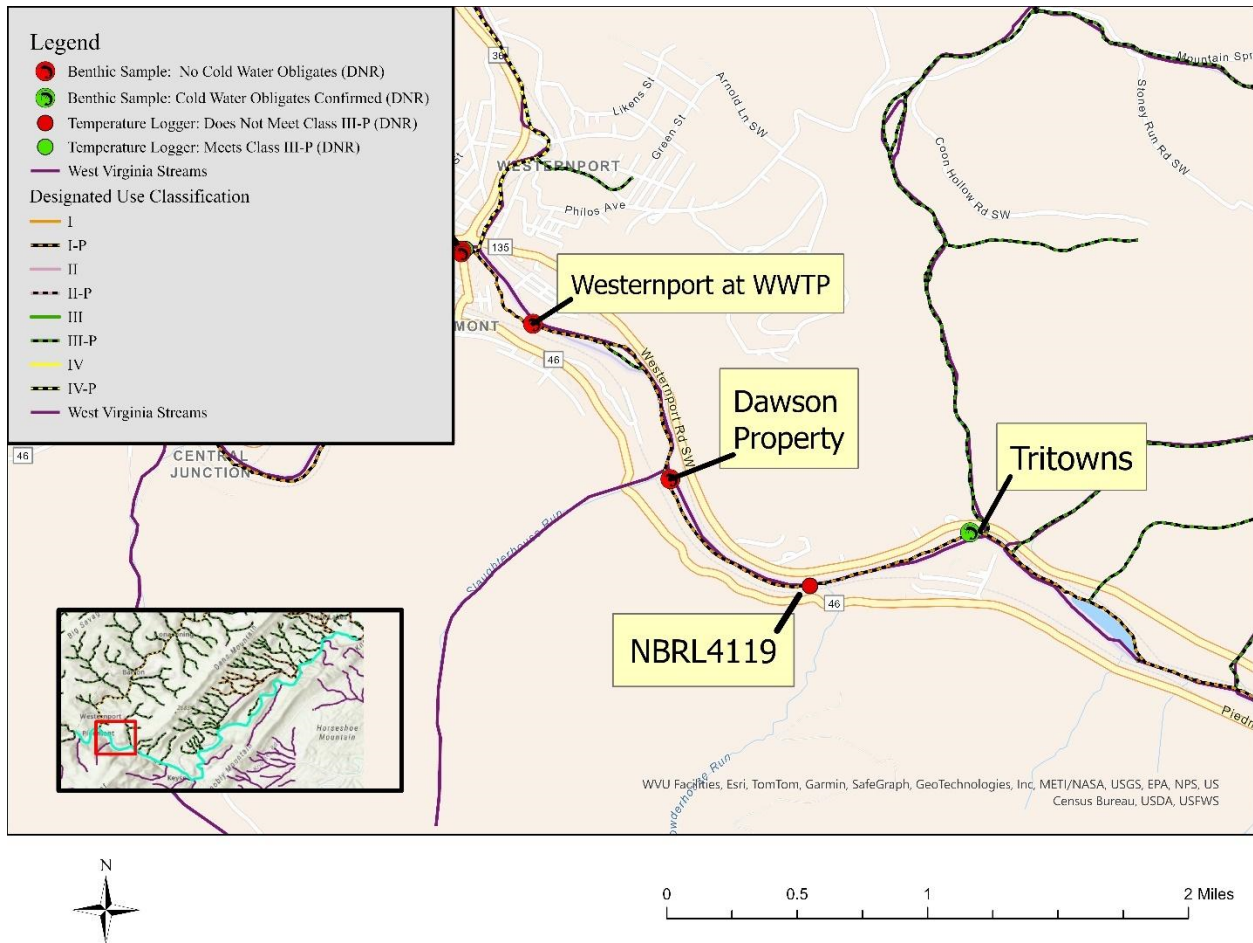 Legend
Benthic Sample:  No Cold Water Obligates (DNR)
Benthic Sample: Cold Water Obligates Confirmed (DNR)
Temperature Logger: Does Not Meet Class III-P (DNR)
Temperature Logger: Meets Class III-P (DNR)
West Virginia Streams
Designated Use Classification
I
I-P
II
II-P
III
III-P
IV
IV-P
West Virginia Streams
36
Mountain Spr
Likens St
Green St
Arnold Ln SW
Stoney Run Rd SW
Coon Hollow Rd SW
WESTERNPORT
Philos Ave
135
Westernport at WWTP
MONT
46
Westernport Rd SW
Dawson
Property
46
CENTRAL
JUNCTION
Tritowns
Slaughterhouse Run
46
NBRL4119
Piedm
Dans Mountain
Westernport
Keyser
Horseshoe
Mountain
owderhouse Run
WVU Facilities, Esri, TomTom, Garmin, SafeGraph, GeoTechnologies, Inc, METI/NASA, USGS, EPA, NPS, US
Census Bureau, USDA, USFWS
N
0 0.5 1 2 Miles